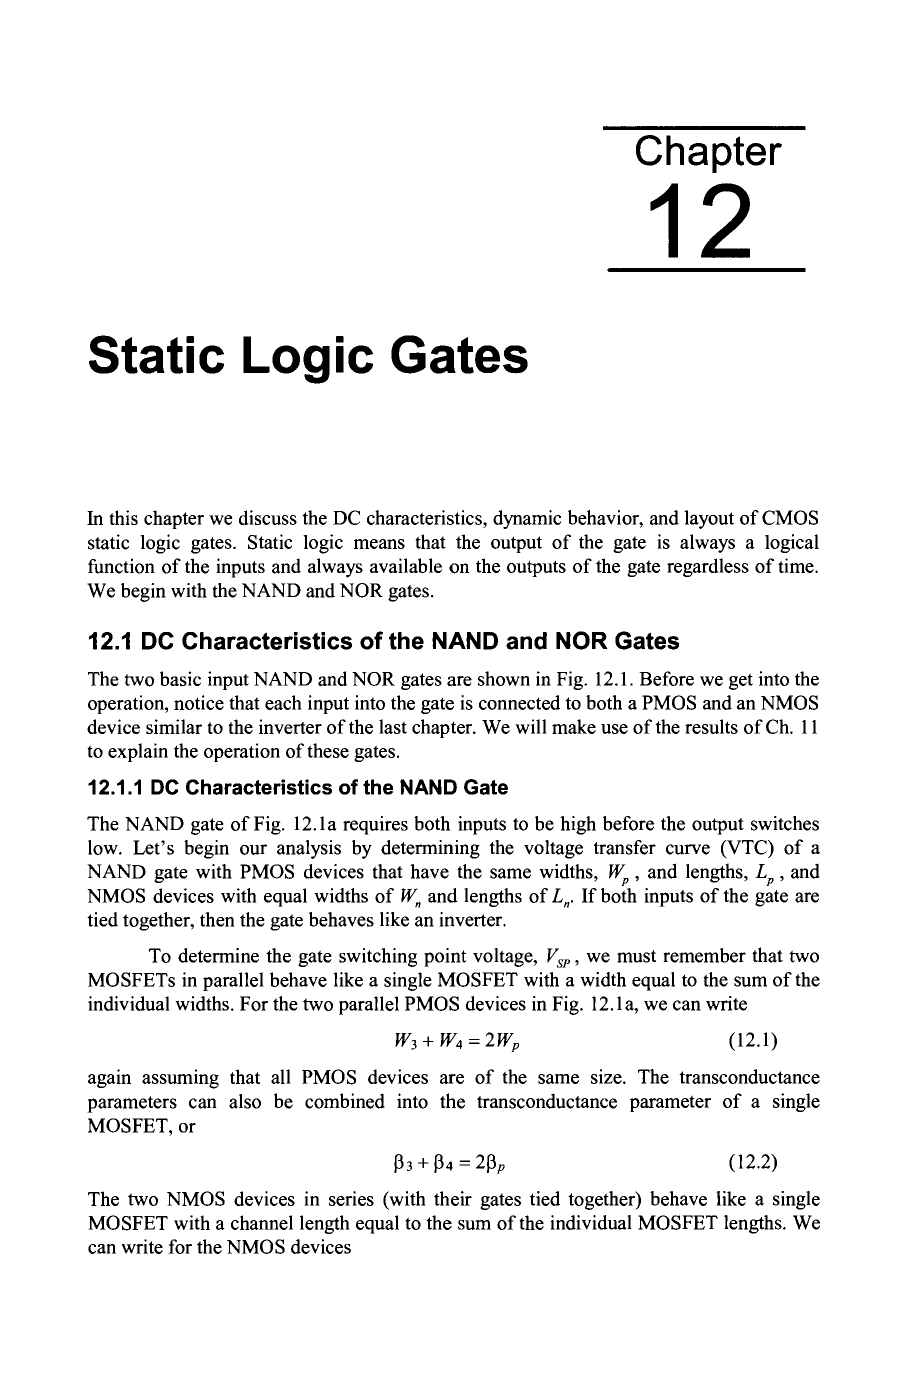 Chapter
12
Static Logic Gates
In this chapter we discuss the DC characteristics, dynamic behavior, and layout of CMOS
static logic gates. Static logic means that the output of the gate is always a logical
function of the inputs and always available on the outputs of the gate regardless of time.
We begin with the NAND and NOR gates.
12.1 DC Characteristics of the NAND and NOR Gates
The two basic input NAND and NOR gates are shown in Fig. 12.1. Before we get into the
operation, notice that each input into the gate is connected to both a PMOS and an NMOS
device similar to the inverter of the last chapter. We will make use of the results of Ch. 11
to explain the operation of these gates.
12.1.1 DC Characteristics of the NAND Gate
The NAND gate of Fig. 12.1a requires both inputs to be high before the output switches
low. Let's begin our analysis by determining the voltage transfer curve (VTC) of a
NAND gate with PMOS devices that have the same widths, Wₚ , and lengths, Lₚ , and
NMOS devices with equal widths of Wₙ and lengths of Lₙ. If both inputs of the gate are
tied together, then the gate behaves like an inverter.
To determine the gate switching point voltage, V_SP , we must remember that two
MOSFETs in parallel behave like a single MOSFET with a width equal to the sum of the
individual widths. For the two parallel PMOS devices in Fig. 12.1a, we can write
W₃ + W₄ = 2Wₚ (12.1)
again assuming that all PMOS devices are of the same size. The transconductance
parameters can also be combined into the transconductance parameter of a single
MOSFET, or
β₃ + β₄ = 2βₚ (12.2)
The two NMOS devices in series (with their gates tied together) behave like a single
MOSFET with a channel length equal to the sum of the individual MOSFET lengths. We
can write for the NMOS devices